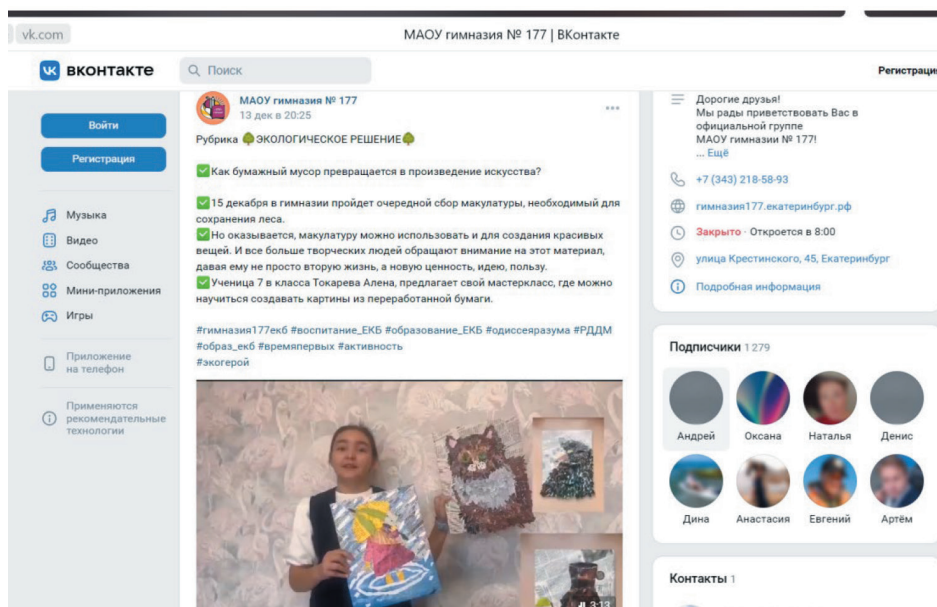 vk.com
МАОУ гимназия № 177 | ВКонтакте
вконтакте
Поиск
Регистраци
Войти
Регистрация
Музыка
Видео
Сообщества
Мини-приложения
Игры
Приложение
на телефон
Применяются
рекомендательные
технологии
МАОУ гимназия № 177
13 дек в 20:25
Рубрика 🌳ЭКОЛОГИЧЕСКОЕ РЕШЕНИЕ🌳
✅Как бумажный мусор превращается в произведение искусства?
✅15 декабря в гимназии пройдет очередной сбор макулатуры, необходимый для
сохранения леса.
✅Но оказывается, макулатуру можно использовать и для создания красивых
вещей. И все больше творческих людей обращают внимание на этот материал,
давая ему не просто вторую жизнь, а новую ценность, идею, пользу.
✅Ученица 7 в класса Токарева Алена, предлагает свой мастеркласс, где можно
научиться создавать картины из переработанной бумаги.
#гимназия177екб #воспитание_ЕКБ #образование_ЕКБ #одиссеяразума #РДДМ
#образ_екб #времяпервых #активность
#экогерой
3:13
Дорогие друзья!
Мы рады приветствовать Вас в
официальной группе
МАОУ гимназии № 177!
... Ещё
+7 (343) 218-58-93
гимназия177.екатеринбург.рф
Закрыто · Откроется в 8:00
улица Крестинского, 45, Екатеринбург
Подробная информация
Подписчики 1 279
Андрей
Оксана
Наталья
Денис
Дина
Анастасия
Евгений
Артём
Контакты 1